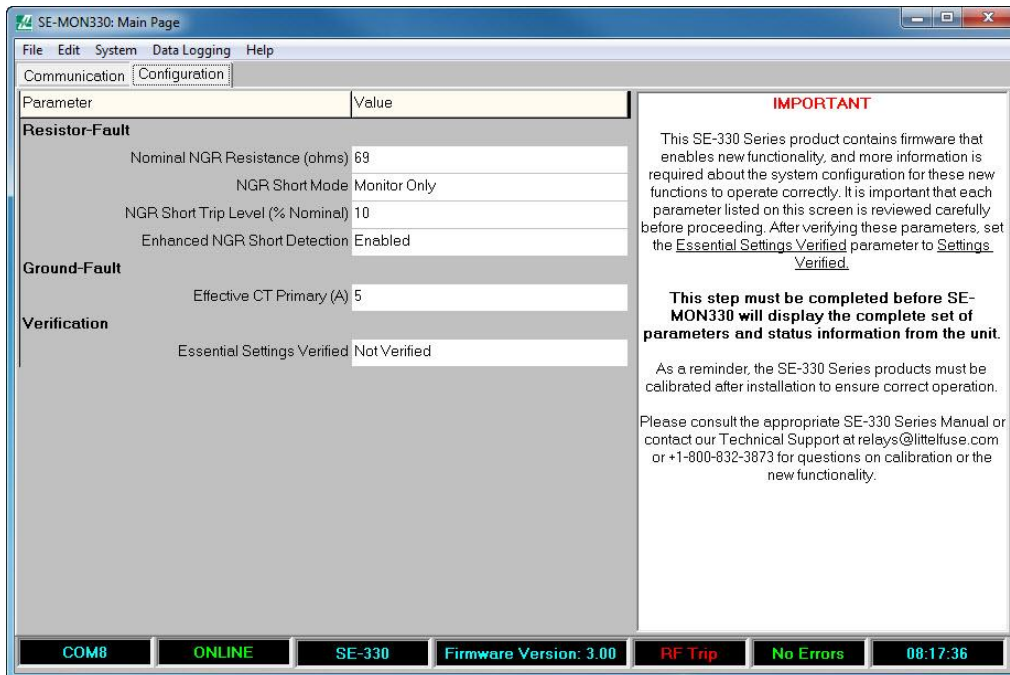 SE-MON330: Main Page
File Edit System Data Logging Help
Communication Configuration
Parameter Value
Resistor-Fault
Nominal NGR Resistance (ohms) 69
NGR Short Mode Monitor Only
NGR Short Trip Level (% Nominal) 10
Enhanced NGR Short Detection Enabled
Ground-Fault
Effective CT Primary (A) 5
Verification
Essential Settings Verified Not Verified
IMPORTANT
This SE-330 Series product contains firmware that
enables new functionality, and more information is
required about the system configuration for these new
functions to operate correctly. It is important that each
parameter listed on this screen is reviewed carefully
before proceeding. After verifying these parameters, set
the Essential Settings Verified parameter to Settings
Verified.
This step must be completed before SE-
MON330 will display the complete set of
parameters and status information from the unit.
As a reminder, the SE-330 Series products must be
calibrated after installation to ensure correct operation.
Please consult the appropriate SE-330 Series Manual or
contact our Technical Support at relays@littelfuse.com
or +1-800-832-3873 for questions on calibration or the
new functionality.
COM8 ONLINE SE-330 Firmware Version: 3.00 RF Trip No Errors 08:17:36